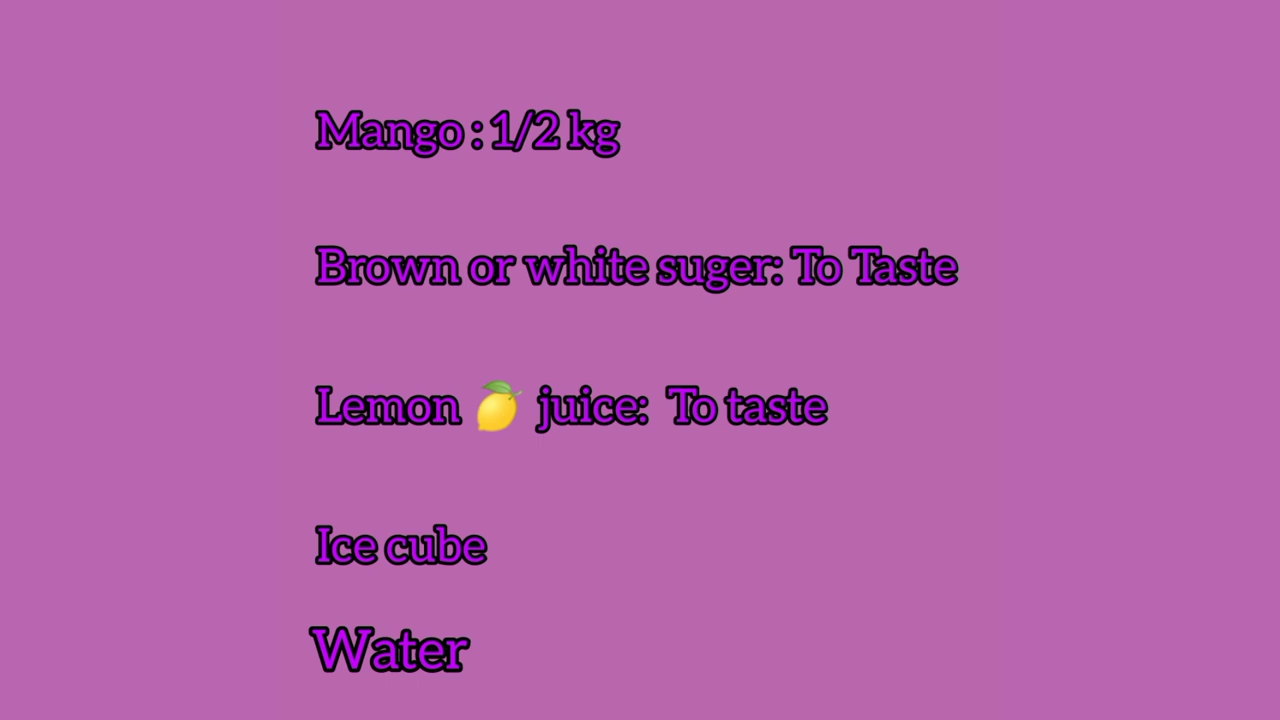 Mango : 1/2 kg
Brown or white suger: To Taste
Lemon 🍋 juice: To taste
Ice cube
Water